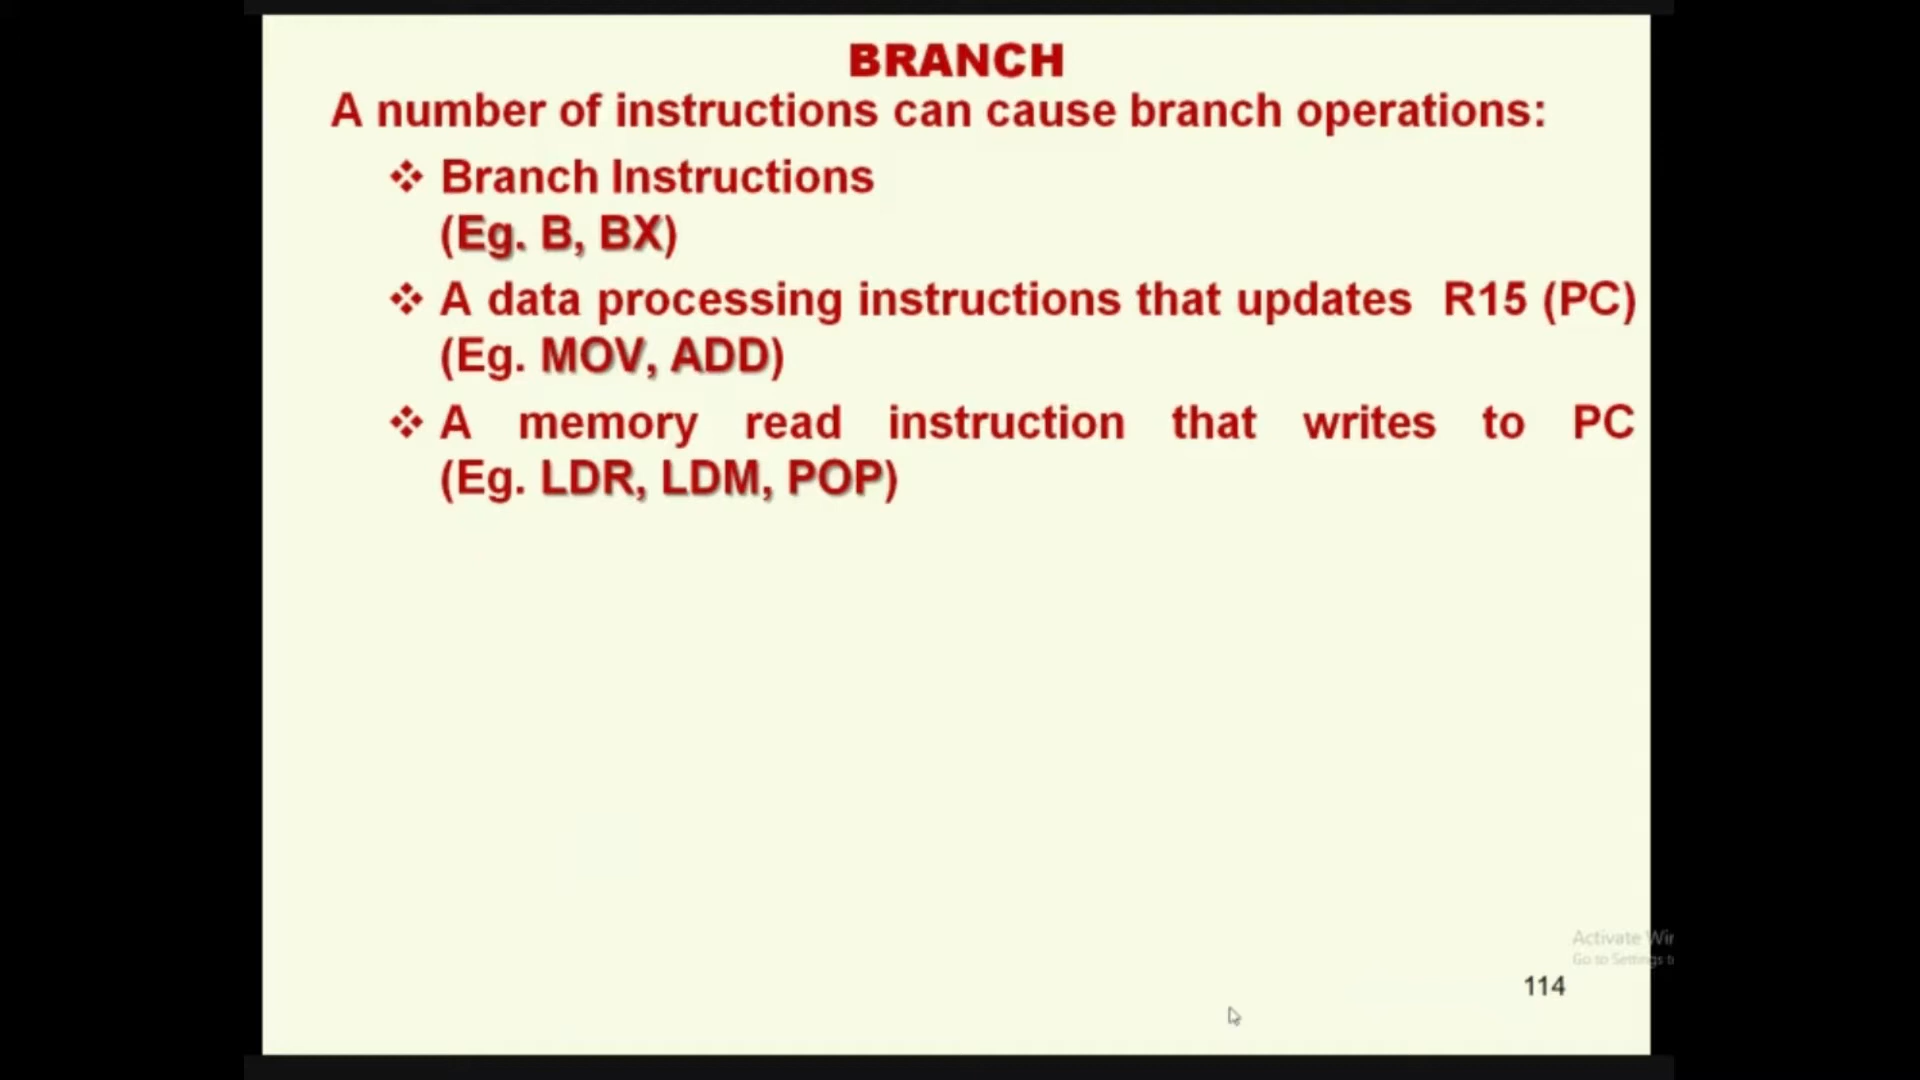 BRANCH
A number of instructions can cause branch operations:
❖ Branch Instructions
(Eg. B, BX)
❖ A data processing instructions that updates R15 (PC)
(Eg. MOV, ADD)
❖ A memory read instruction that writes to PC
(Eg. LDR, LDM, POP)
Activate Win
Go to Settings t
114